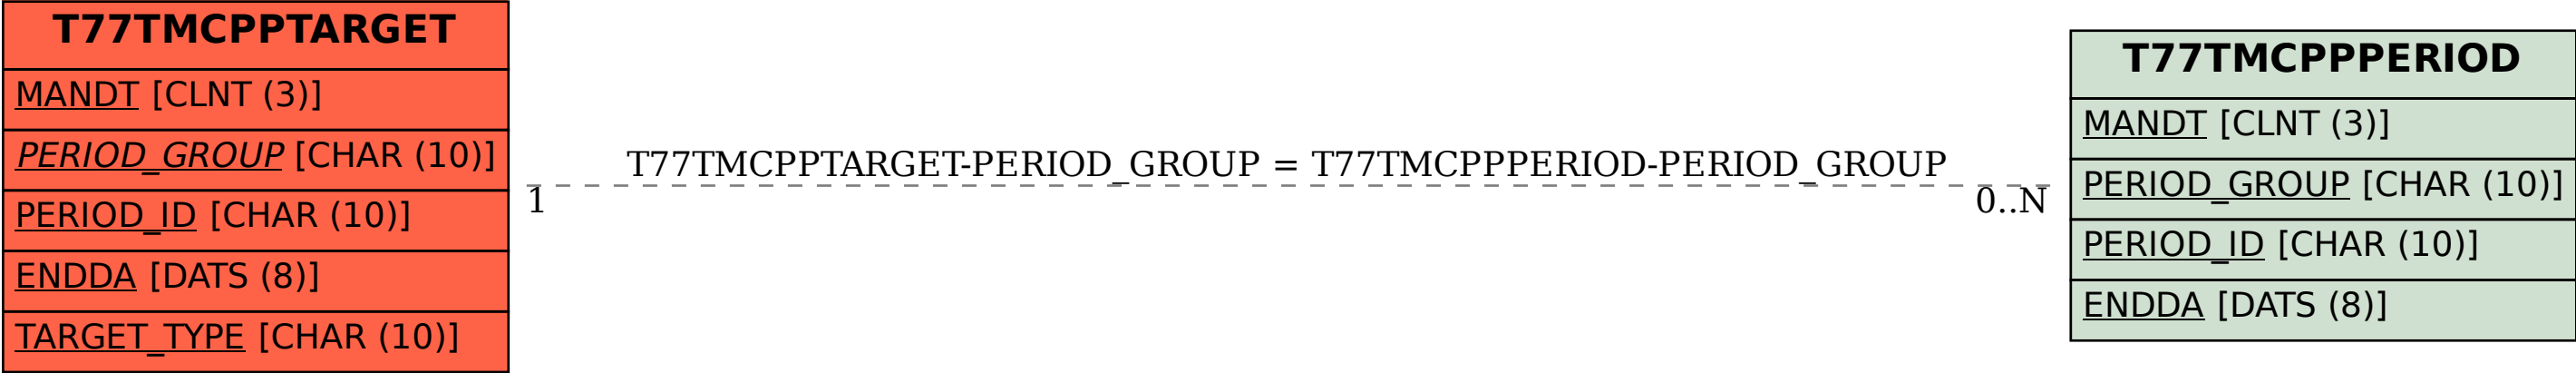 T77TMCPPTARGET
MANDT [CLNT (3)]
PERIOD_GROUP [CHAR (10)]
PERIOD_ID [CHAR (10)]
ENDDA [DATS (8)]
TARGET_TYPE [CHAR (10)]
T77TMCPPTARGET-PERIOD_GROUP = T77TMCPPPERIOD-PERIOD_GROUP
1
0..N
T77TMCPPPERIOD
MANDT [CLNT (3)]
PERIOD_GROUP [CHAR (10)]
PERIOD_ID [CHAR (10)]
ENDDA [DATS (8)]